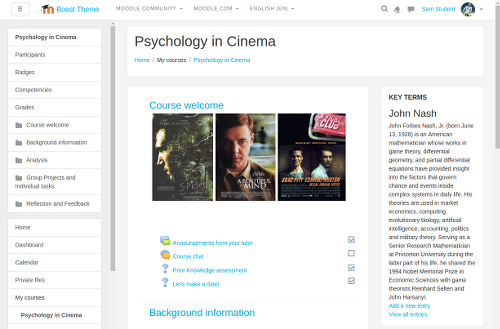 Boost Theme
MOODLE COMMUNITY
MOODLE.COM
ENGLISH (EN)
Sam Student
Psychology in Cinema
Participants
Badges
Competencies
Grades
Course welcome
Background information
Analysis
Group Projects and
Individual tasks
Reflection and Feedback
Home
Dashboard
Calendar
Private files
My courses
Psychology in Cinema
Psychology in Cinema
Home / My courses / Psychology in Cinema
Course welcome
A BEAUTIFUL
MIND
CLUB
Announcements from your tutor
Course chat
Prior Knowledge assessment
Let's make a date!
Background information
KEY TERMS
John Nash
John Forbes Nash, Jr. (born June
13, 1928) is an American
mathematician whose works in
game theory, differential
geometry, and partial differential
equations have provided insight
into the factors that govern
chance and events inside
complex systems in daily life. His
theories are used in market
economics, computing,
evolutionary biology, artificial
intelligence, accounting, politics
and military theory. Serving as a
Senior Research Mathematician
at Princeton University during the
latter part of his life, he shared the
1994 Nobel Memorial Prize in
Economic Sciences with game
theorists Reinhard Selten and
John Harsanyi.
Add a new entry
View all entries